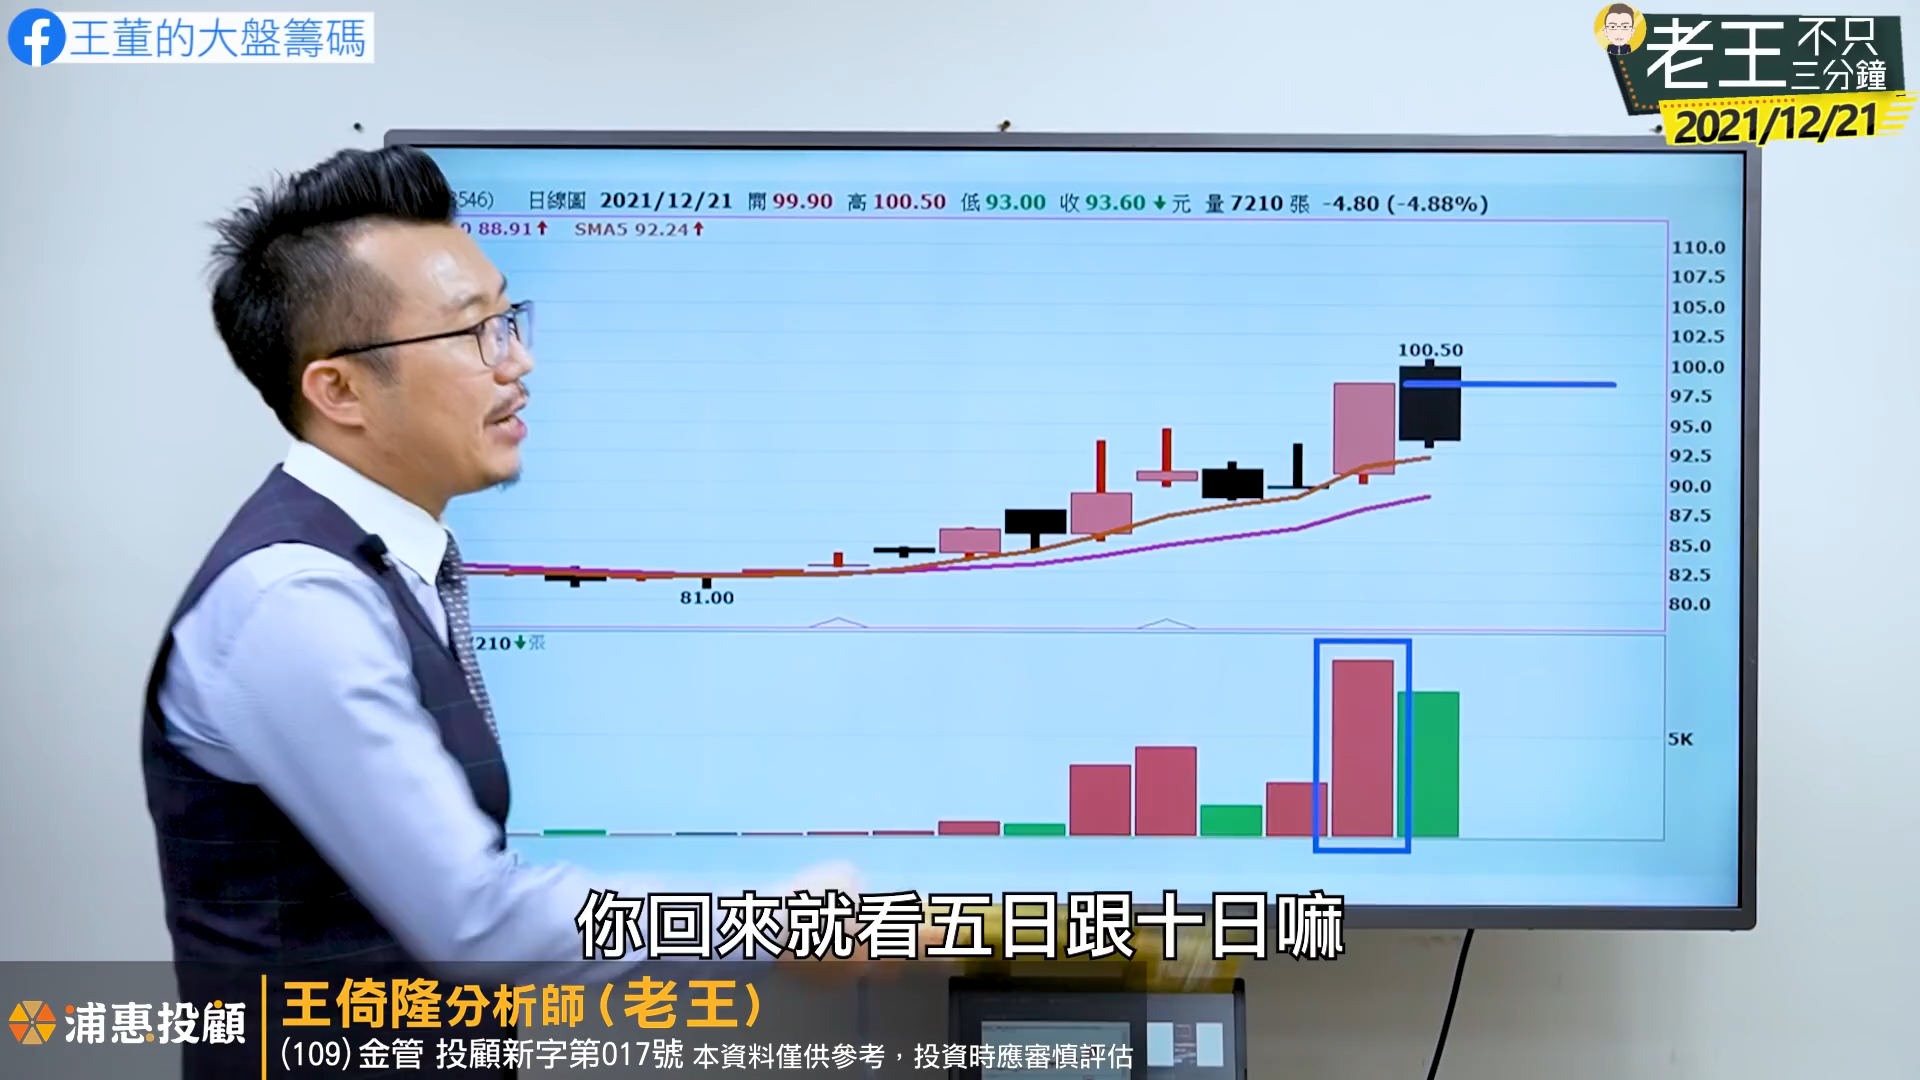 王董的大盤籌碼
老王不只三分鐘
2021/12/21
3546) 日線圖 2021/12/21 開 99.90 高 100.50 低 93.00 收 93.60 ↓ 元 量 7210 張 -4.80 (-4.88%)
0 88.91↑ SMA5 92.24↑
110.0
107.5
105.0
102.5
100.50
100.0
97.5
95.0
92.5
90.0
87.5
85.0
82.5
81.00
80.0
7210↓張
5K
你回來就看五日跟十日嘛
浦惠投顧
王倚隆分析師(老王)
(109)金管 投顧新字第017號 本資料僅供參考，投資時應審慎評估